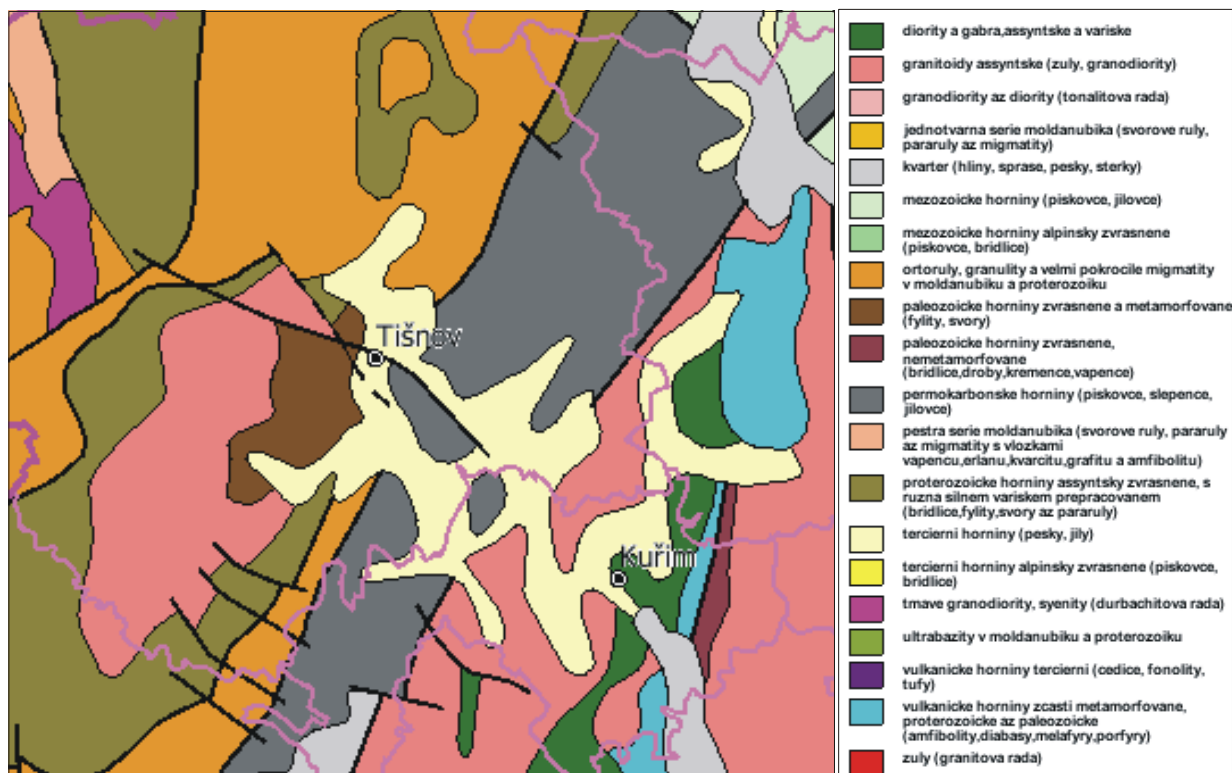 Tišnov
Kuřim
diority a gabra,assyntske a variske
granitoidy assyntske (zuly, granodiority)
granodiority az diority (tonalitova rada)
jednotvarna serie moldanubika (svorove ruly,
pararuly az migmatity)
kvarter (hliny, sprase, pesky, sterky)
mezozoicke horniny (piskovce, jilovce)
mezozoicke horniny alpinsky zvrasnene
(piskovce, bridlice)
ortoruly, granulity a velmi pokrocile migmatity
v moldanubiku a proterozoiku
paleozoicke horniny zvrasnene a metamorfovane
(fylity, svory)
paleozoicke horniny zvrasnene,
nemetamorfovane
(bridlice,droby,kremence,vapence)
permokarbonske horniny (piskovce, slepence,
jilovce)
pestra serie moldanubika (svorove ruly, pararuly
az migmatity s vlozkami
vapencu,erlanu,kvarcitu,grafitu a amfibolitu)
proterozoicke horniny assyntsky zvrasnene, s
ruzna silnem variskem prepracovanem
(bridlice,fylity,svory az pararuly)
tercierni horniny (pesky, jily)
tercierni horniny alpinsky zvrasnene (piskovce,
bridlice)
tmave granodiority, syenity (durbachitova rada)
ultrabazity v moldanubiku a proterozoiku
vulkanicke horniny tercierni (cedice, fonolity,
tufy)
vulkanicke horniny zcasti metamorfovane,
proterozoicke az paleozoicke
(amfibolity,diabasy,melafyry,porfyry)
zuly (granitova rada)